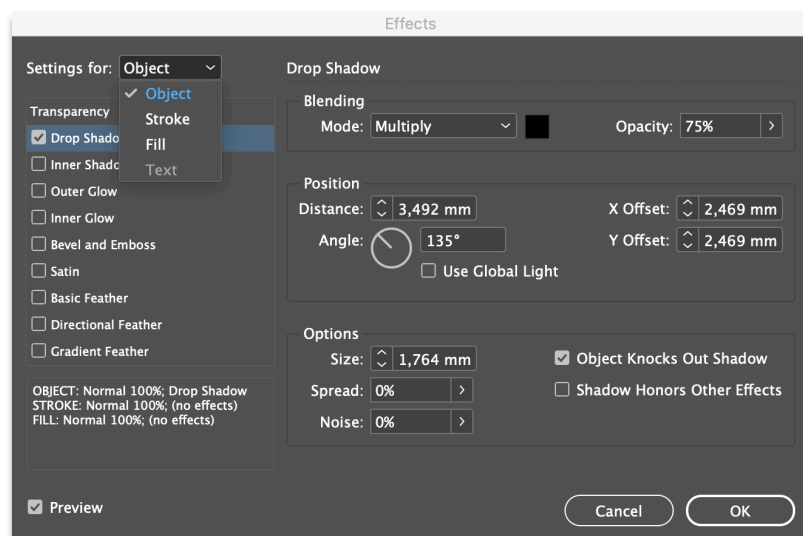 Effects
Settings for: Object
Object
Stroke
Fill
Text
Transparency
Drop Shado
Inner Shado
Outer Glow
Inner Glow
Bevel and Emboss
Satin
Basic Feather
Directional Feather
Gradient Feather
OBJECT: Normal 100%; Drop Shadow
STROKE: Normal 100%; (no effects)
FILL: Normal 100%; (no effects)
Preview
Drop Shadow
Blending
Mode: Multiply Opacity: 75%
Position
Distance: 3,492 mm X Offset: 2,469 mm
Angle: 135° Y Offset: 2,469 mm
Use Global Light
Options
Size: 1,764 mm Object Knocks Out Shadow
Spread: 0% Shadow Honors Other Effects
Noise: 0%
Cancel OK